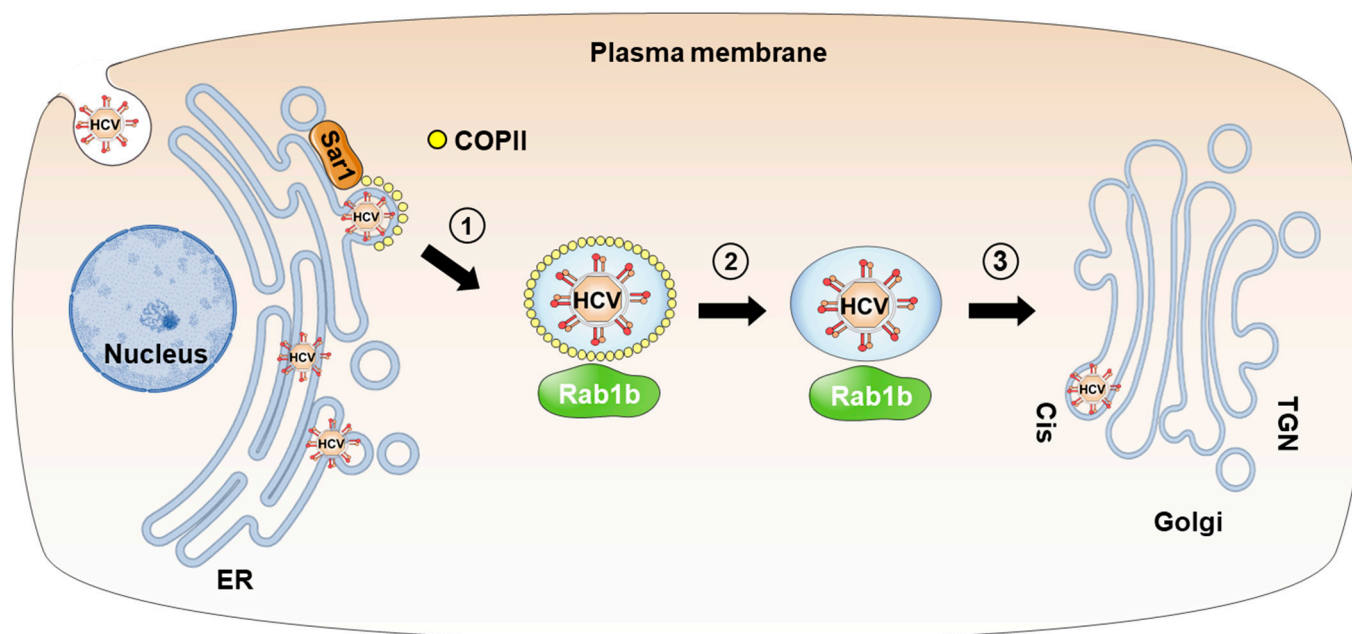 Plasma membrane
HCV
Sar1
COPII
HCV
1
2
3
HCV
HCV
Nucleus
HCV
Rab1b
Rab1b
HCV
Cis
TGN
HCV
Golgi
ER